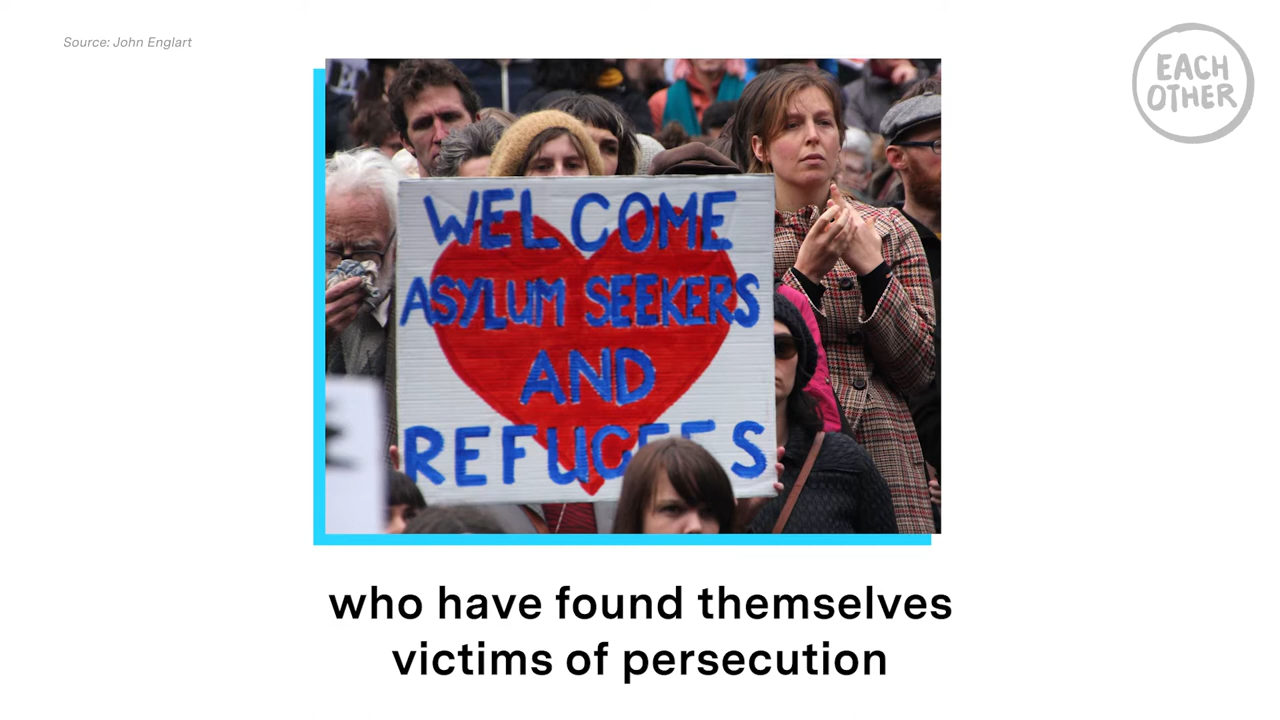 Source: John Englart
EACH
OTHER
WELCOME
ASYLUM SEEKERS
AND
REFUGEES
who have found themselves
victims of persecution